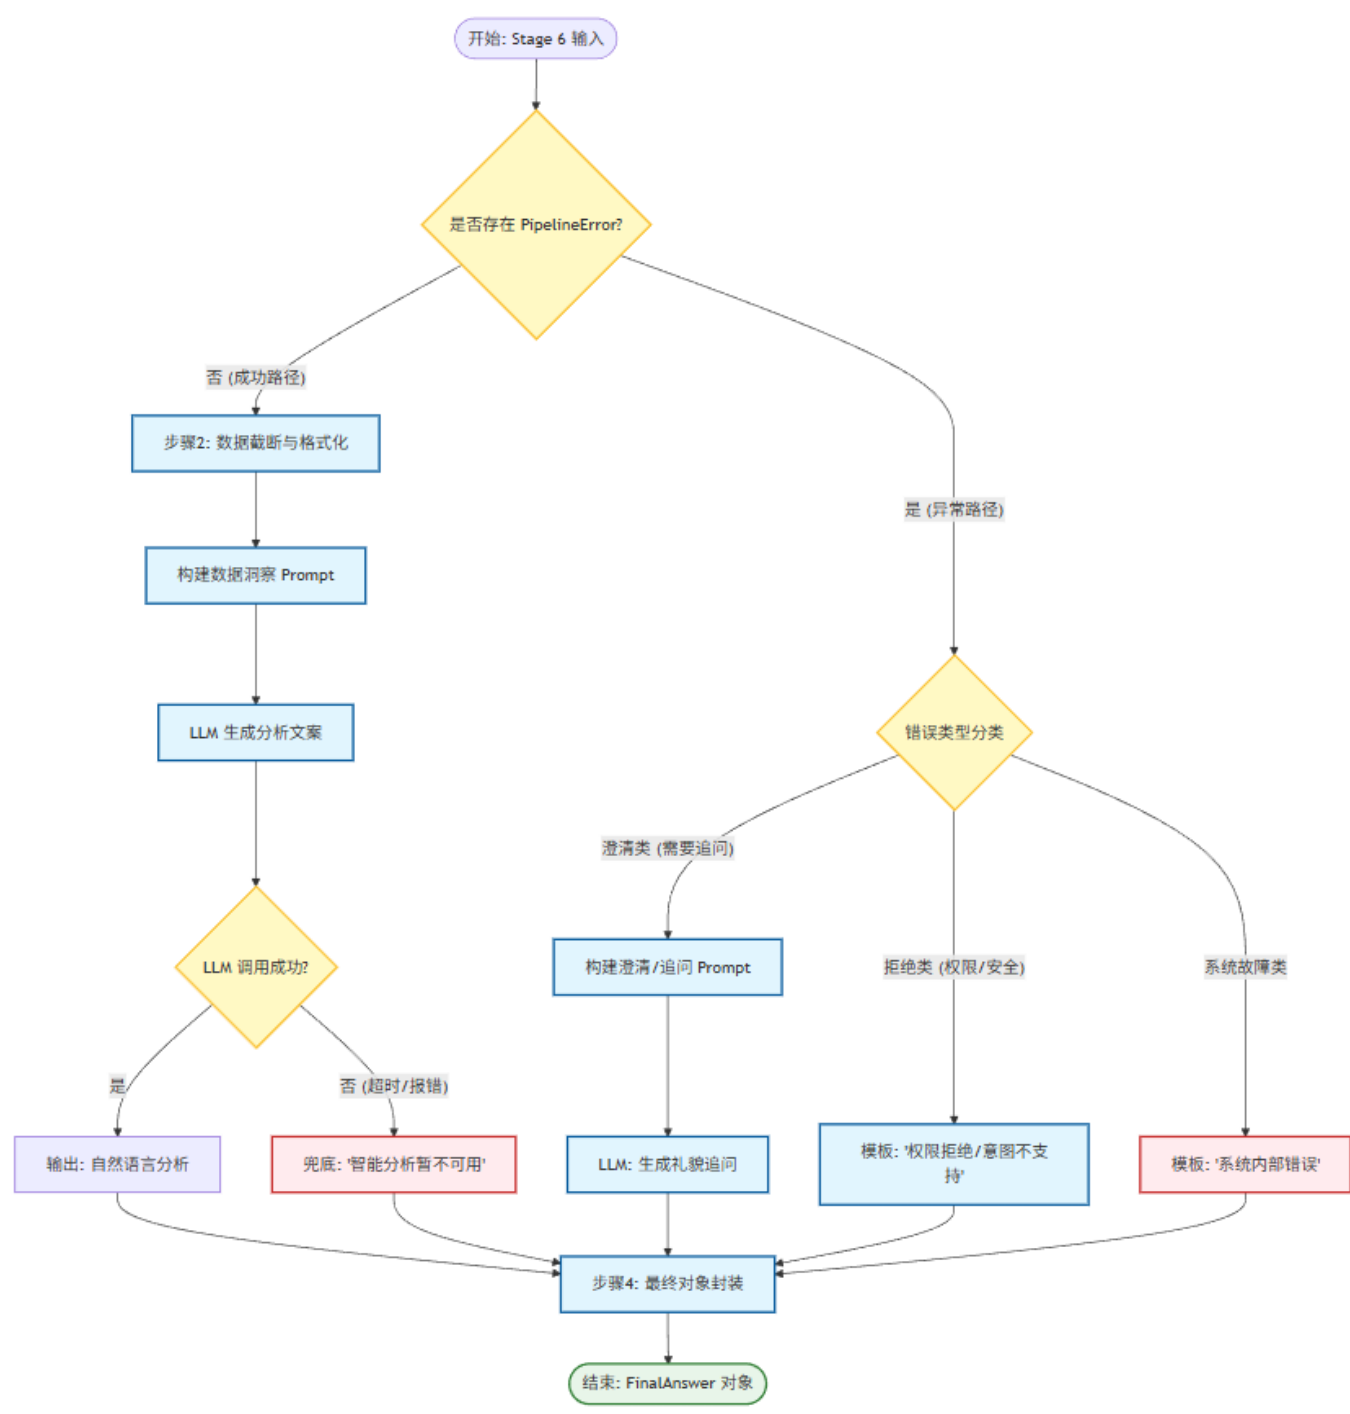 开始: Stage 6 输入
是否存在 PipelineError?
否 (成功路径)
步骤2: 数据截断与格式化
是 (异常路径)
构建数据洞察 Prompt
LLM 生成分析文案
错误类型分类
澄清类 (需要追问)
LLM 调用成功?
构建澄清/追问 Prompt
拒绝类 (权限/安全)
系统故障类
是
否 (超时/报错)
输出: 自然语言分析
兜底: '智能分析暂不可用'
LLM: 生成礼貌追问
模板: '权限拒绝/意图不支
持'
模板: '系统内部错误'
步骤4: 最终对象封装
结束: FinalAnswer 对象